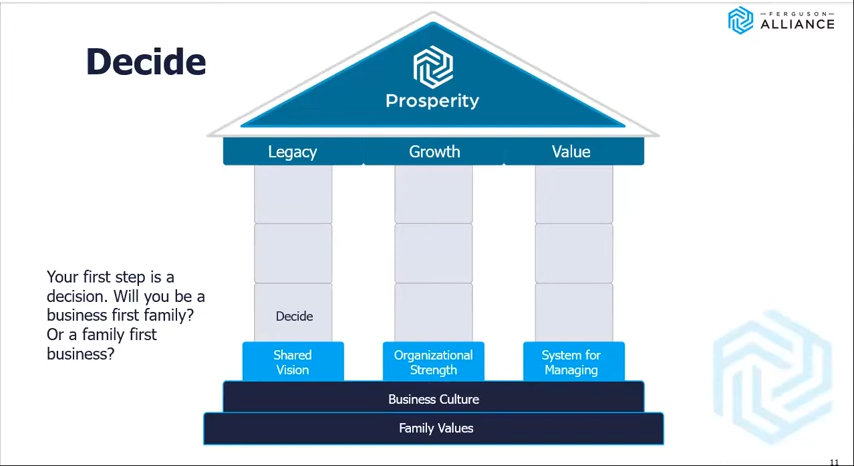 FERGUSON
ALLIANCE
Decide
Prosperity
Legacy Growth Value
Your first step is a
decision. Will you be a
business first family?
Or a family first
business?
Decide
Shared
Vision
Organizational
Strength
System for
Managing
Business Culture
Family Values
11